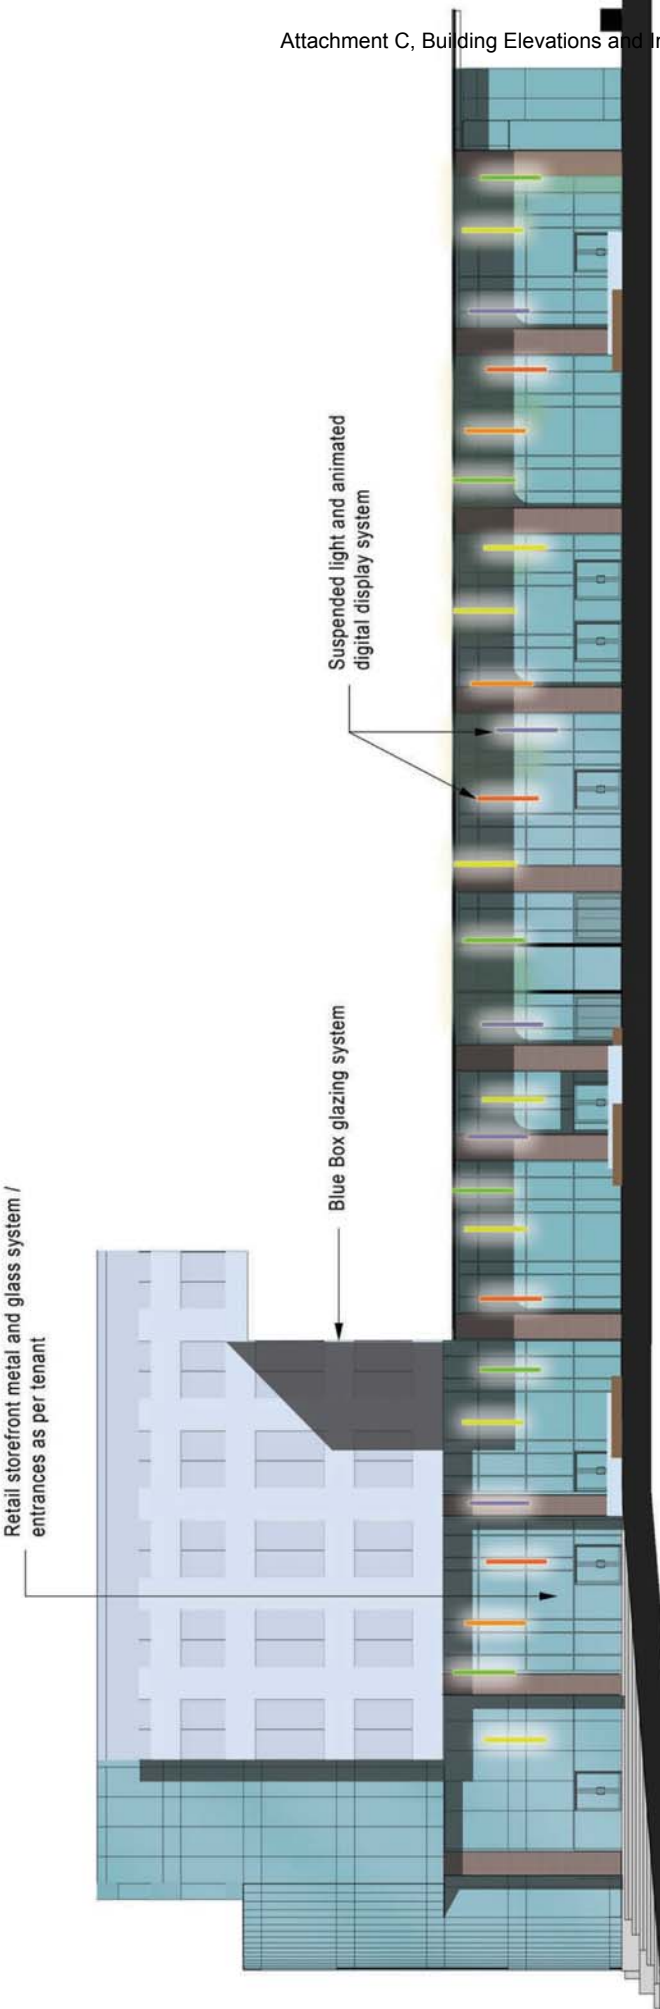 Attachment C, Building Elevations and
Retail storefront metal and glass system /
entrances as per tenant
Blue Box glazing system
Suspended light and animated
digital display system